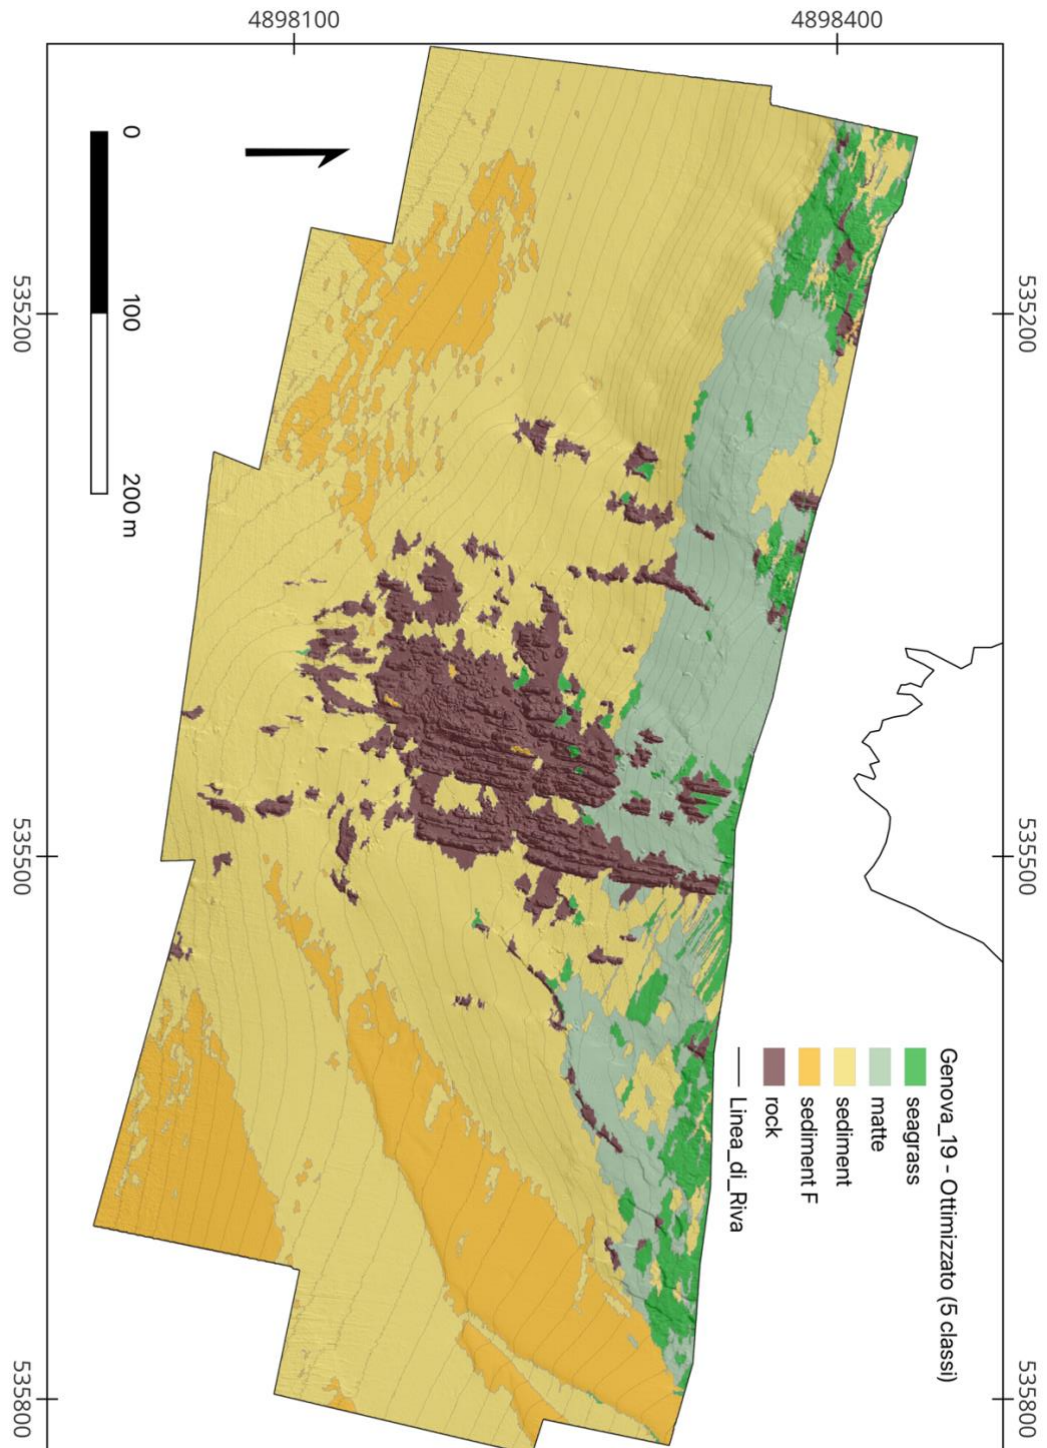 4898100
4898400
0
100
200 m
535200
535200
535500
535500
535800
535800
Genova_19 - Ottimizzato (5 classi)
seagrass
matte
sediment
sediment F
rock
Linea_di_Riva